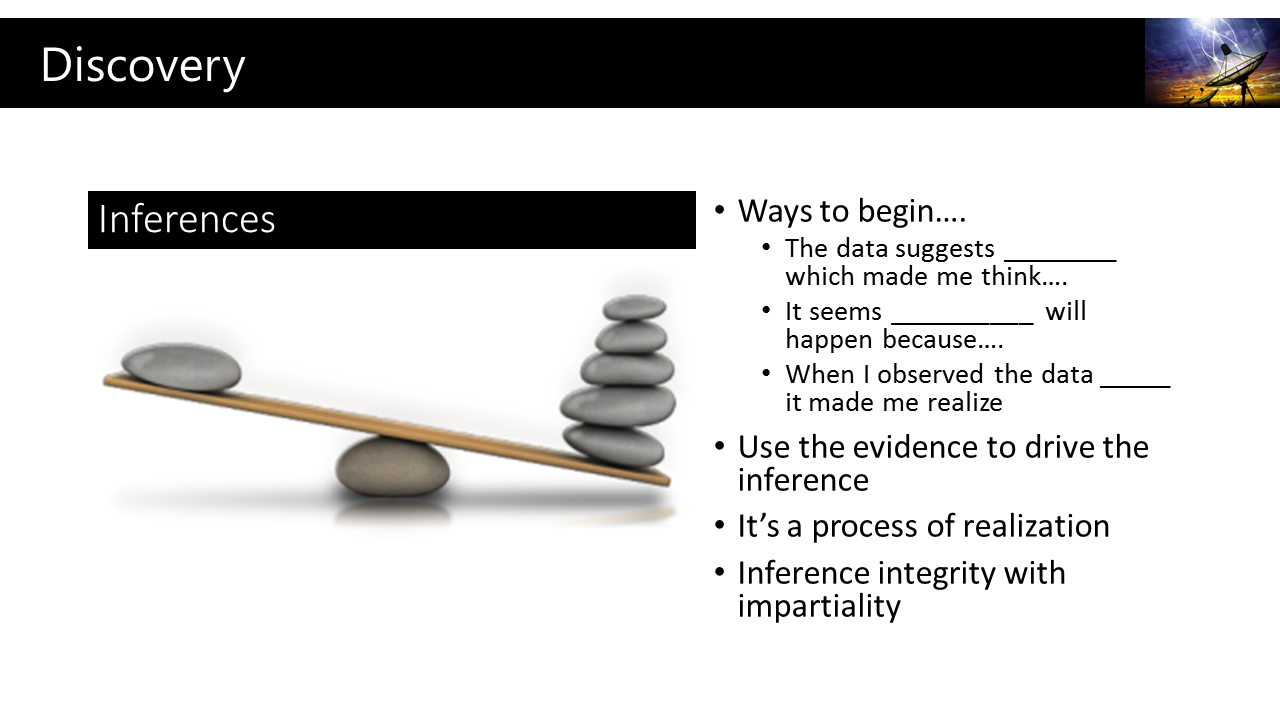 Discovery
Inferences
• Ways to begin….
• The data suggests ________
which made me think….
• It seems __________ will
happen because….
• When I observed the data _____
it made me realize
• Use the evidence to drive the
inference
• It’s a process of realization
• Inference integrity with
impartiality